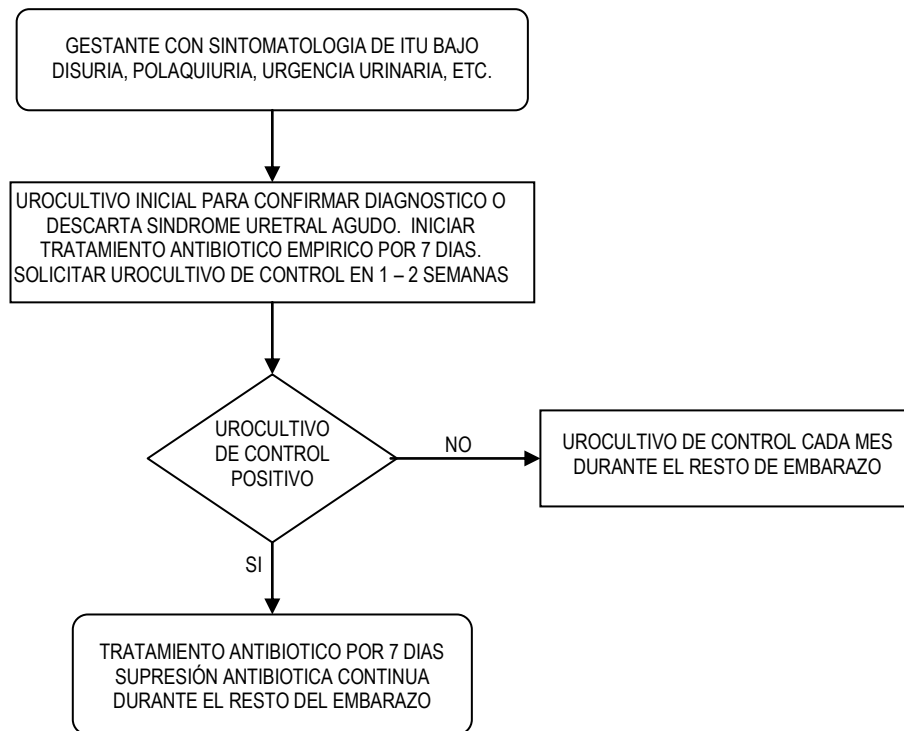 GESTANTE CON SINTOMATOLOGIA DE ITU BAJO
DISURIA, POLAQUIURIA, URGENCIA URINARIA, ETC.
UROCULTIVO INICIAL PARA CONFIRMAR DIAGNOSTICO O
DESCARTA SINDROME URETRAL AGUDO. INICIAR
TRATAMIENTO ANTIBIOTICO EMPIRICO POR 7 DIAS.
SOLICITAR UROCULTIVO DE CONTROL EN 1 – 2 SEMANAS
UROCULTIVO
DE CONTROL
POSITIVO
NO
UROCULTIVO DE CONTROL CADA MES
DURANTE EL RESTO DE EMBARAZO
SI
TRATAMIENTO ANTIBIOTICO POR 7 DIAS
SUPRESIÓN ANTIBIOTICA CONTINUA
DURANTE EL RESTO DEL EMBARAZO